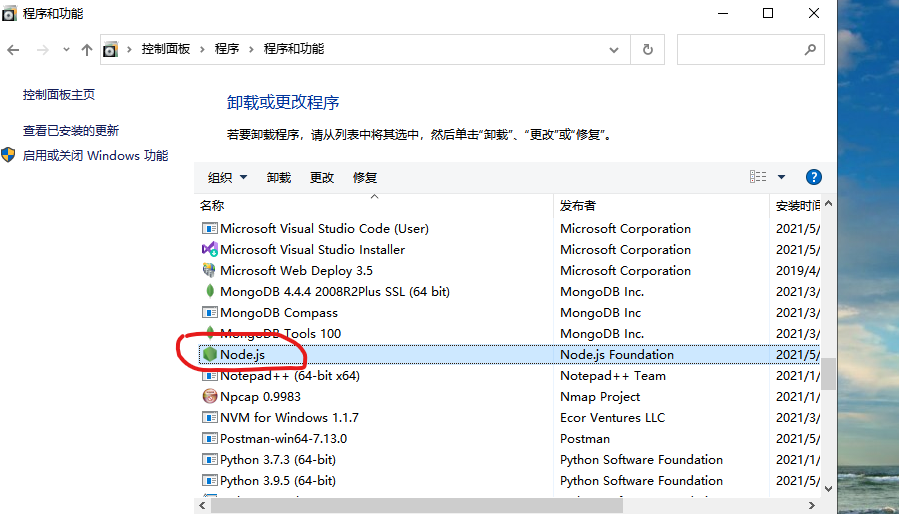 程序和功能
控制面板 › 程序 › 程序和功能
控制面板主页
查看已安装的更新
启用或关闭 Windows 功能
卸载或更改程序
若要卸载程序，请从列表中将其选中，然后单击“卸载”、“更改”或“修复”。
组织 卸载 更改 修复
名称 发布者 安装时间
Microsoft Visual Studio Code (User) Microsoft Corporation 2021/5/
Microsoft Visual Studio Installer Microsoft Corporation 2021/5/
Microsoft Web Deploy 3.5 Microsoft Corporation 2019/4/
MongoDB 4.4.4 2008R2Plus SSL (64 bit) MongoDB Inc. 2021/3/
MongoDB Compass MongoDB Inc 2021/3/
MongoDB Tools 100 MongoDB Inc. 2021/3/
Node.js Node.js Foundation 2021/5/
Notepad++ (64-bit x64) Notepad++ Team 2021/1/
Npcap 0.9983 Nmap Project 2021/1/
NVM for Windows 1.1.7 Ecor Ventures LLC 2021/3/
Postman-win64-7.13.0 Postman 2021/5/
Python 3.7.3 (64-bit) Python Software Foundation 2021/1/
Python 3.9.5 (64-bit) Python Software Foundation 2021/5/